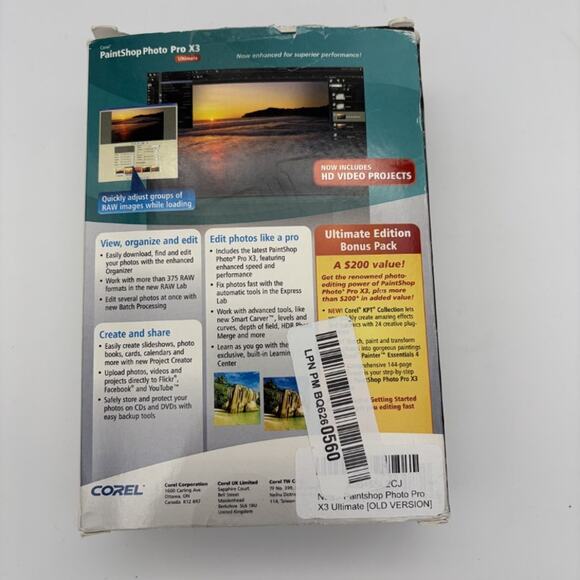 Corel®
PaintShop Photo Pro X3
Ultimate
Now enhanced for superior performance!
NOW INCLUDES
HD VIDEO PROJECTS
Quickly adjust groups of
RAW images while loading
View, organize and edit
• Easily download, find and edit
your photos with the enhanced
Organizer
• Work with more than 375 RAW
formats in the new RAW Lab
• Edit several photos at once with
new Batch Processing
Create and share
• Easily create slideshows, photo
books, cards, calendars and
more with new Project Creator
• Upload photos, videos and
projects directly to Flickr®,
Facebook® and YouTube™
• Safely store and protect your
photos on CDs and DVDs with
easy backup tools
Edit photos like a pro
• Includes the latest PaintShop
Photo® Pro X3, featuring
enhanced speed and
performance
• Fix photos fast with the
automatic tools in the Express
Lab
• Work with advanced tools, like
new Smart Carver™, levels and
curves, depth of field, HDR Photo
Merge and more
• Learn as you go with the
exclusive, built-in Learning
Center
Ultimate Edition
Bonus Pack
A $200 value!
Get the renowned photo-
editing power of PaintShop
Photo® Pro X3, plus more
than $200* in added value!
• NEW! Corel® KPT® Collection lets
create amazing effects
with 24 creative plug-
paint and transform
into gorgeous paintings
Painter™ Essentials 4
144-page
is your step-by-step
Shop Photo Pro X3
Getting Started
editing fast
LPN PM BQ6260560
CJ
Paintshop Photo Pro
X3 Ultimate [OLD VERSION]
COREL™
Corel Corporation
1600 Carling Ave.
Ottawa, ON
Canada K1Z 8R7
Corel UK Limited
Sapphire Court
Bell Street
Maidenhead
Berkshire SL6 1BU
United Kingdom